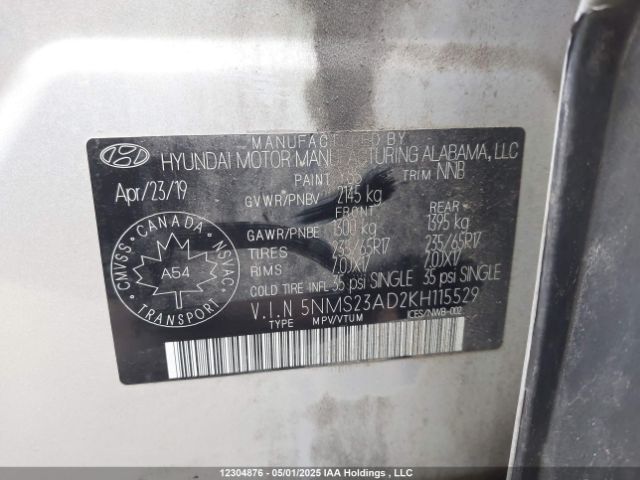 MANUFACTURED BY
HYUNDAI MOTOR MANUFACTURING ALABAMA, LLC
PAINT TRIM NNB
Apr/23/19
GVWR/PNBV 2145 kg
FRONT REAR
GAWR/PNBE 1300 kg 1395 kg
TIRES 235/65R17 235/65R17
RIMS 7.0JX17 7.0JX17
COLD TIRE INFL 35 psi SINGLE 35 psi SINGLE
V.I.N 5NMS23AD2KH115529
TYPE MPV/VTUM ICES/NWB-002
CANADA
CMVSS NSVAC
A54
TRANSPORT
12304876 - 05/01/2025 IAA Holdings , LLC